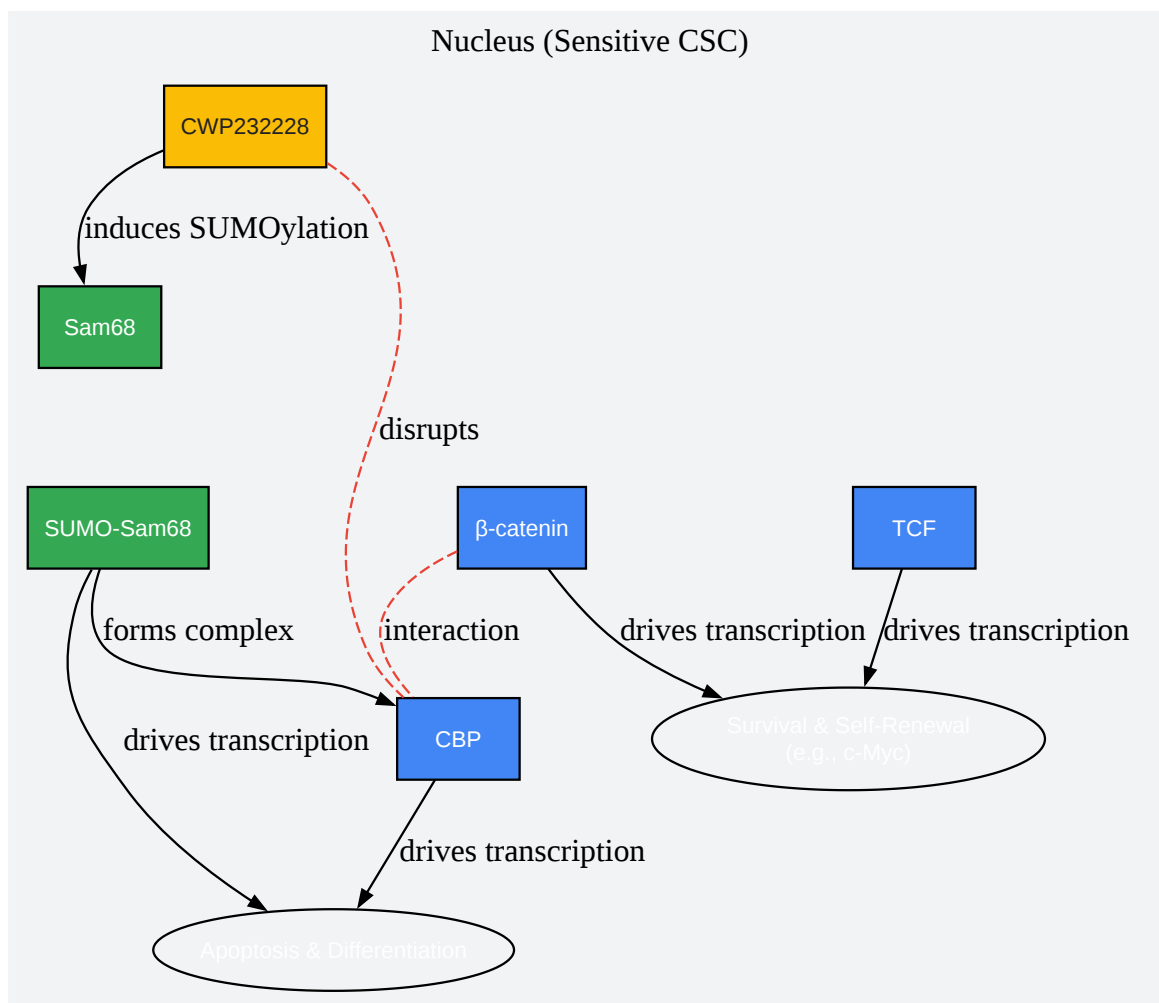 Nucleus (Sensitive CSC)
CWP232228
induces SUMOylation
Sam68
disrupts
SUMO-Sam68
β-catenin
TCF
forms complex
interaction
drives transcription
drives transcription
Survival & Self-Renewal
(e.g., c-Myc)
drives transcription
CBP
drives transcription
Apoptosis & Differentiation